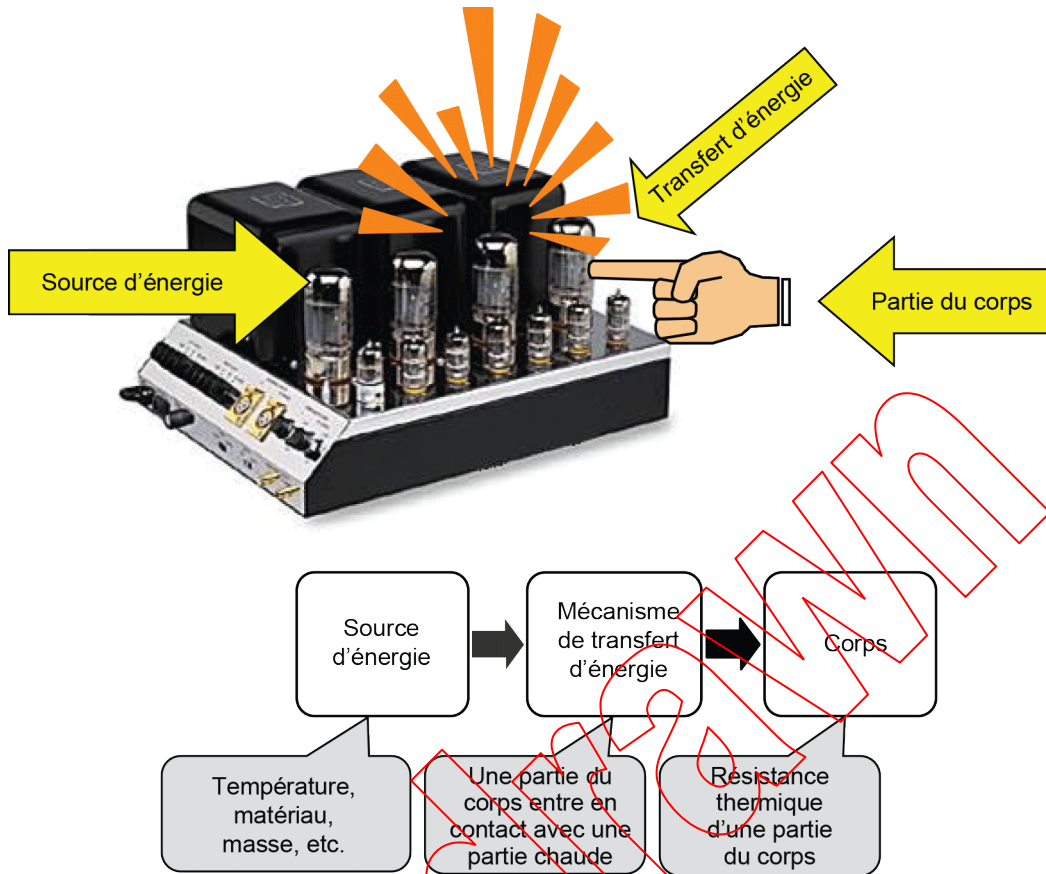 Transfert d'énergie
Source d'énergie
Partie du corps
Source
d'énergie
Mécanisme
de transfert
d'énergie
Corps
Température,
matériau,
masse, etc.
Une partie du
corps entre en
contact avec une
partie chaude
Résistance
thermique
d'une partie
du corps